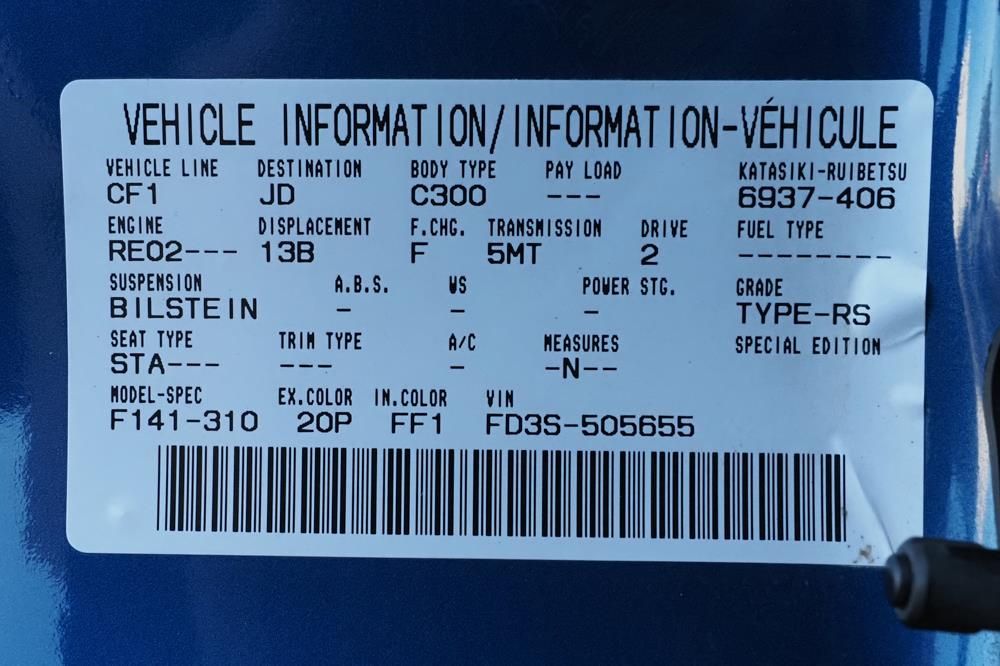 VEHICLE INFORMATION/INFORMATION-VÉHICULE
VEHICLE LINE DESTINATION BODY TYPE PAY LOAD KATASIKI-RUIBETSU
CF1 JD C300 --- 6937-406
ENGINE DISPLACEMENT F.CHG. TRANSMISSION DRIVE FUEL TYPE
RE02--- 13B F 5MT 2 --------
SUSPENSION A.B.S. WS POWER STG. GRADE
BILSTEIN - - - TYPE-RS
SEAT TYPE TRIM TYPE A/C MEASURES SPECIAL EDITION
STA--- --- - -N--
MODEL-SPEC EX.COLOR IN.COLOR VIN
F141-310 20P FF1 FD3S-505655